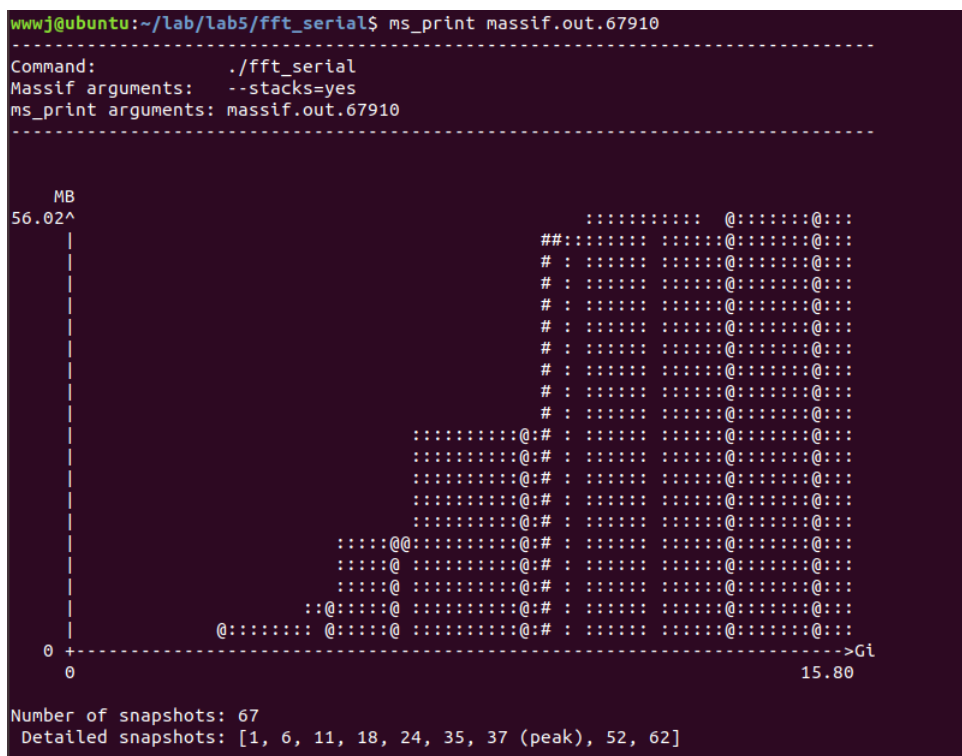 wwwj@ubuntu:~/lab/lab5/fft_serial$ ms_print massif.out.67910
--------------------------------------------------------------------------------
Command:            ./fft_serial
Massif arguments:   --stacks=yes
ms_print arguments: massif.out.67910
--------------------------------------------------------------------------------
    MB
56.02^                                                :::::::::::  @:::::::@:::
     |                                            ##:::::::: ::::::@:::::::@:::
     |                                            # : :::::: ::::::@:::::::@:::
     |                                            # : :::::: ::::::@:::::::@:::
     |                                            # : :::::: ::::::@:::::::@:::
     |                                            # : :::::: ::::::@:::::::@:::
     |                                            # : :::::: ::::::@:::::::@:::
     |                                            # : :::::: ::::::@:::::::@:::
     |                                            # : :::::: ::::::@:::::::@:::
     |                                            # : :::::: ::::::@:::::::@:::
     |                                ::::::::::@:# : :::::: ::::::@:::::::@:::
     |                                ::::::::::@:# : :::::: ::::::@:::::::@:::
     |                                ::::::::::@:# : :::::: ::::::@:::::::@:::
     |                                ::::::::::@:# : :::::: ::::::@:::::::@:::
     |                                ::::::::::@:# : :::::: ::::::@:::::::@:::
     |                         :::::@@::::::::::@:# : :::::: ::::::@:::::::@:::
     |                         :::::@ ::::::::::@:# : :::::: ::::::@:::::::@:::
     |                         :::::@ ::::::::::@:# : :::::: ::::::@:::::::@:::
     |                      ::@:::::@ ::::::::::@:# : :::::: ::::::@:::::::@:::
     |              @:::::::: @:::::@ ::::::::::@:# : :::::: ::::::@:::::::@:::
   0 +----------------------------------------------------------------------->Gi
     0                                                                   15.80
Number of snapshots: 67
 Detailed snapshots: [1, 6, 11, 18, 24, 35, 37 (peak), 52, 62]